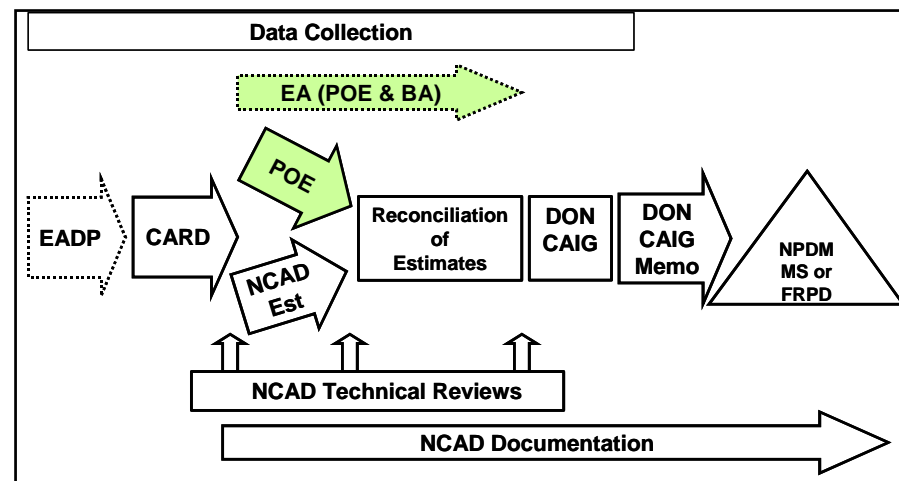 Data Collection
EA (POE & BA)
POE
EADP
CARD
NCAD
Est
Reconciliation
of
Estimates
DON
CAIG
DON
CAIG
Memo
NPDM
MS or
FRPD
NCAD Technical Reviews
NCAD Documentation